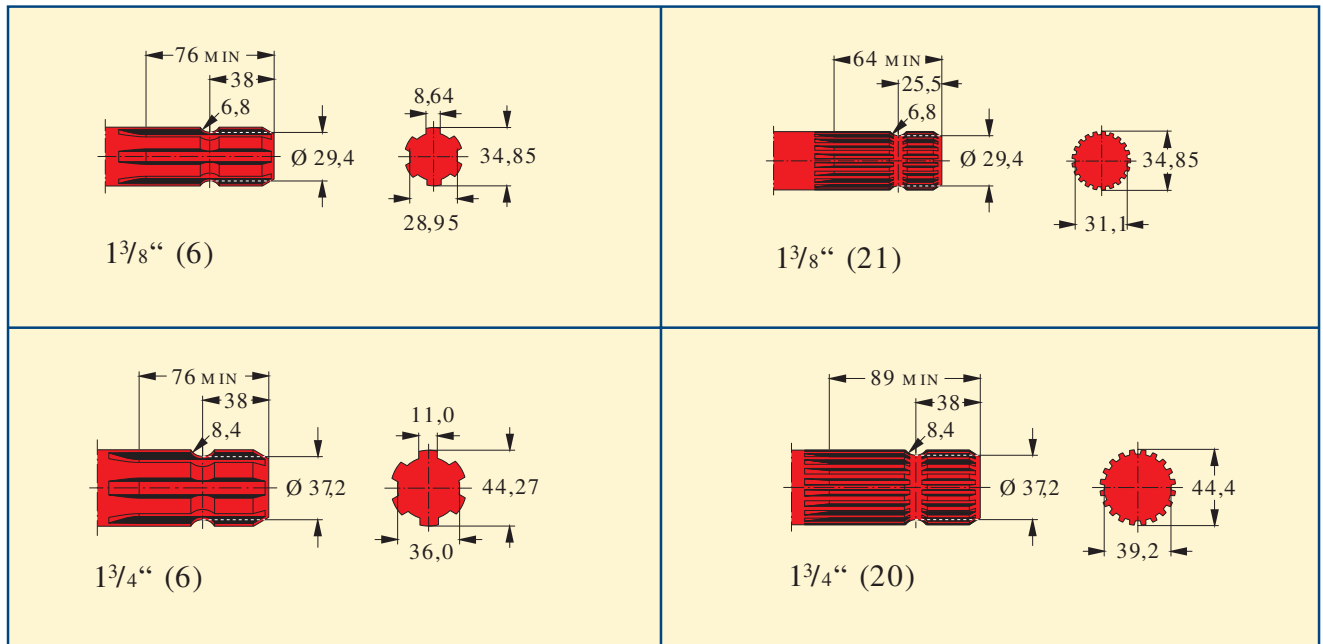 76 MIN
38
6,8
8,64
Ø 29,4
34,85
28,95
1³/₈“ (6)
64 MIN
25,5
6,8
Ø 29,4
34,85
31,1
1³/₈“ (21)
76 MIN
38
8,4
11,0
Ø 37,2
44,27
36,0
1³/₄“ (6)
89 MIN
38
8,4
Ø 37,2
44,4
39,2
1³/₄“ (20)